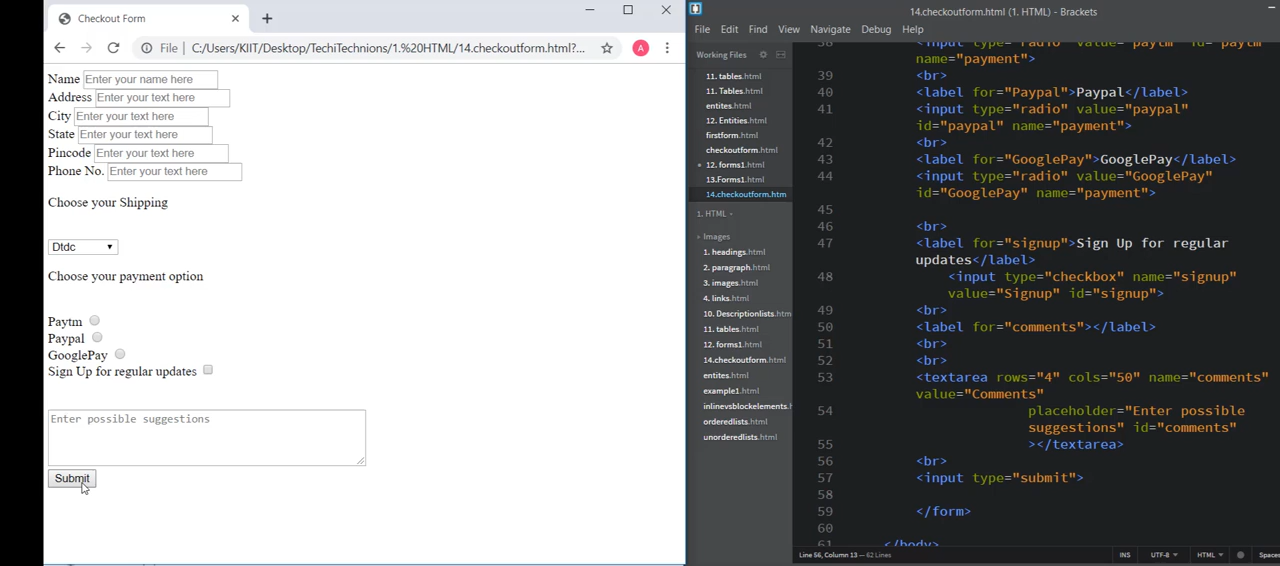 Checkout Form
File
C:/Users/KIIT/Desktop/TechiTechnions/1.%20HTML/14.checkoutform.html?...
A
Name Enter your name here
Address Enter your text here
City Enter your text here
State Enter your text here
Pincode Enter your text here
Phone No. Enter your text here
Choose your Shipping
Dtdc
Choose your payment option
Paytm
Paypal
GooglePay
Sign Up for regular updates
Enter possible suggestions
Submit
14.checkoutform.html (1. HTML) - Brackets
File Edit Find View Navigate Debug Help
Working Files
11. tables.html
11. Tables.html
entites.html
12. Entities.html
firstform.html
checkoutform.html
12. forms1.html
13.Forms1.html
14.checkoutform.htm
1. HTML
Images
1. headings.html
2. paragraph.html
3. images.html
4. links.html
10. Descriptionlists.htm
11. tables.html
12. forms1.html
14.checkoutform.html
entites.html
example1.html
inlinevsblockelements.h
orderedlists.html
unorderedlists.html
38 <input type="radio" value="paytm" id="paytm"
name="payment">
39 <br>
40 <label for="Paypal">Paypal</label>
41 <input type="radio" value="paypal"
id="paypal" name="payment">
42 <br>
43 <label for="GooglePay">GooglePay</label>
44 <input type="radio" value="GooglePay"
id="GooglePay" name="payment">
45
46 <br>
47 <label for="signup">Sign Up for regular
updates</label>
48 <input type="checkbox" name="signup"
value="Signup" id="signup">
49 <br>
50 <label for="comments"></label>
51 <br>
52 <br>
53 <textarea rows="4" cols="50" name="comments"
value="Comments"
54 placeholder="Enter possible
suggestions" id="comments"
55 ></textarea>
56 <br>
57 <input type="submit">
58
59 </form>
60
61 </body>
Line 56, Column 13 — 62 Lines
INS UTF-8 HTML Spaces